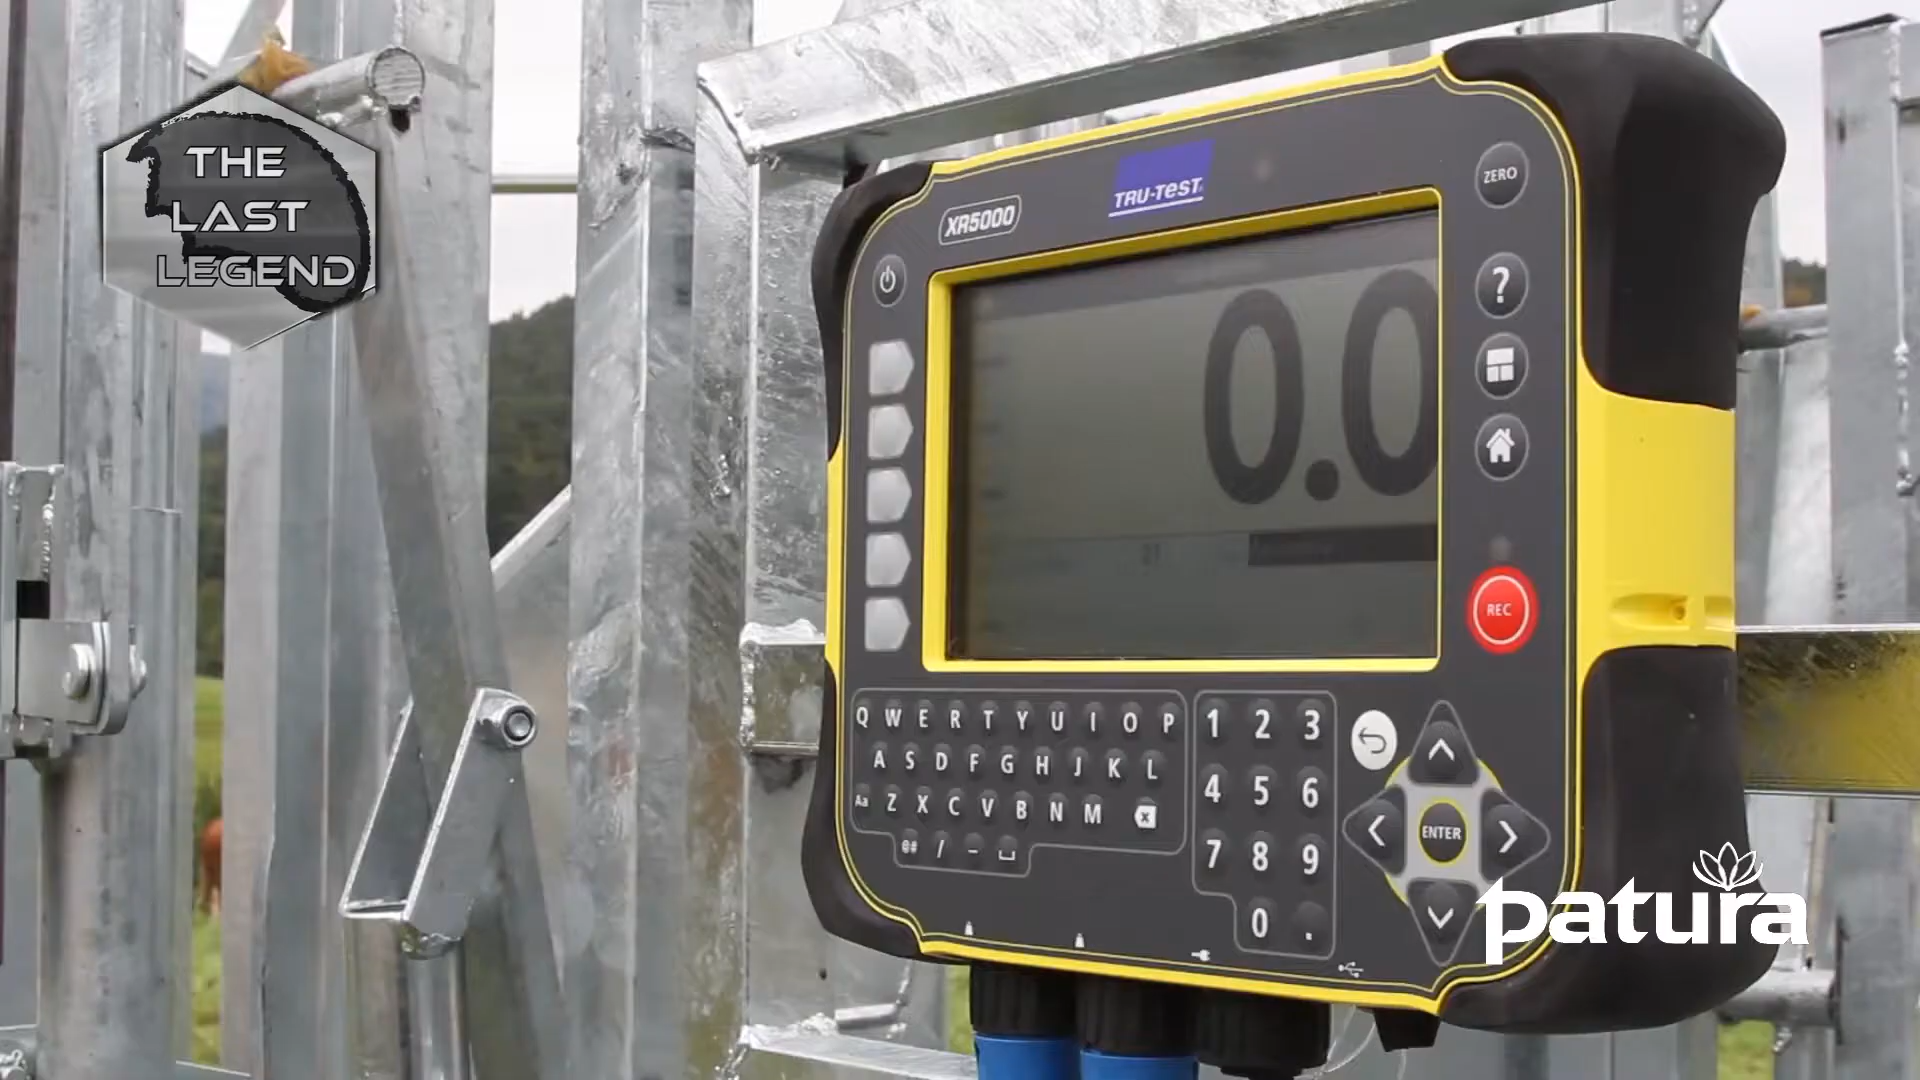 THE
LAST
LEGEND
XR5000
TRU-TEST
ZERO
?
0.0
REC
Q W E R T Y U I O P
A S D F G H J K L
Aa Z X C V B N M
@# / -
1 2 3
4 5 6
7 8 9
0 .
ENTER
patura